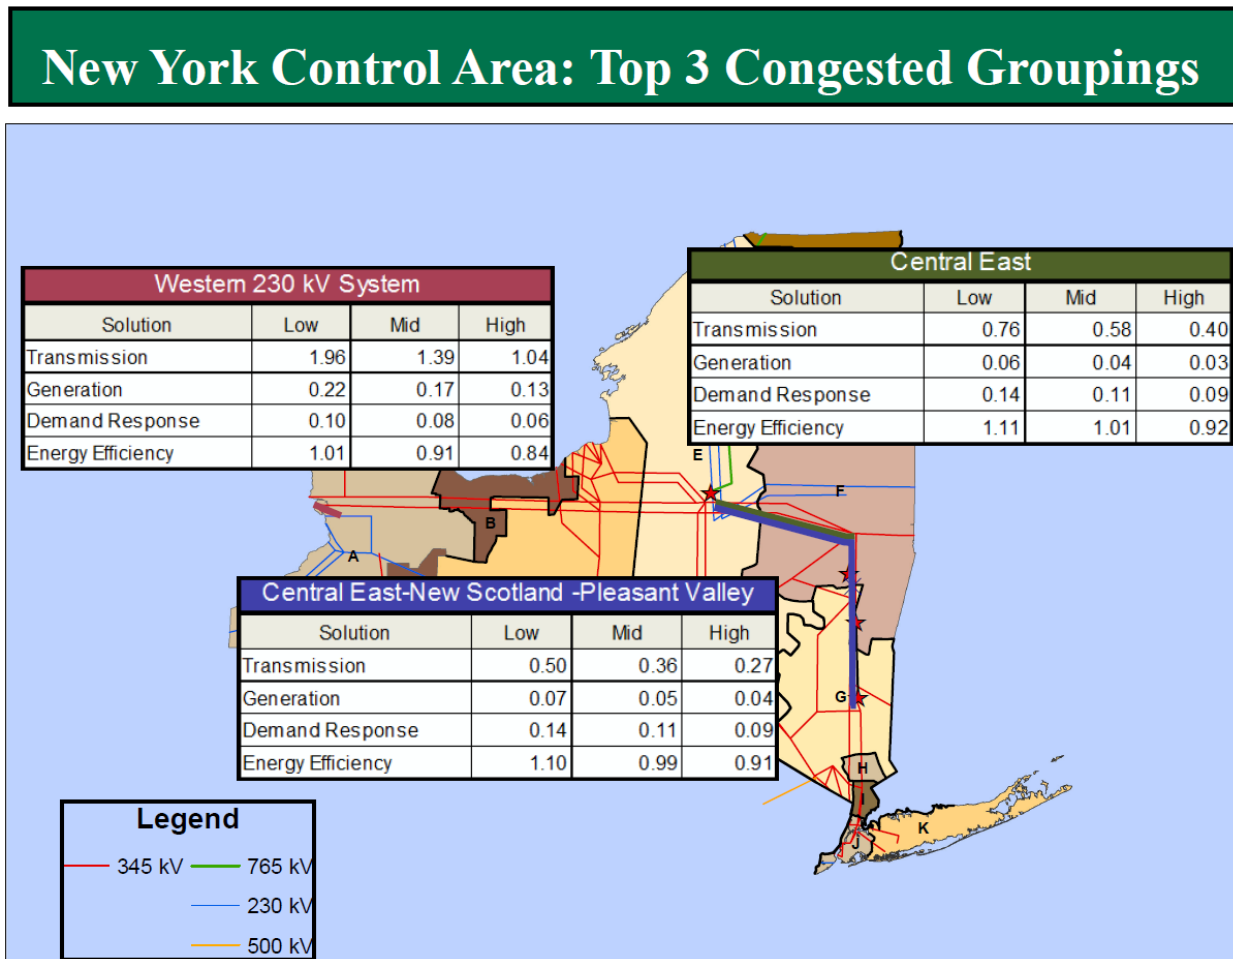 New York Control Area: Top 3 Congested Groupings
Western 230 kV System
Solution Low Mid High
Transmission 1.96 1.39 1.04
Generation 0.22 0.17 0.13
Demand Response 0.10 0.08 0.06
Energy Efficiency 1.01 0.91 0.84
Central East
Solution Low Mid High
Transmission 0.76 0.58 0.40
Generation 0.06 0.04 0.03
Demand Response 0.14 0.11 0.09
Energy Efficiency 1.11 1.01 0.92
E
F
B
A
Central East-New Scotland -Pleasant Valley
Solution Low Mid High
Transmission 0.50 0.36 0.27
Generation 0.07 0.05 0.04
Demand Response 0.14 0.11 0.09
Energy Efficiency 1.10 0.99 0.91
G
H
I
K
J
Legend
345 kV 765 kV
230 kV
500 kV